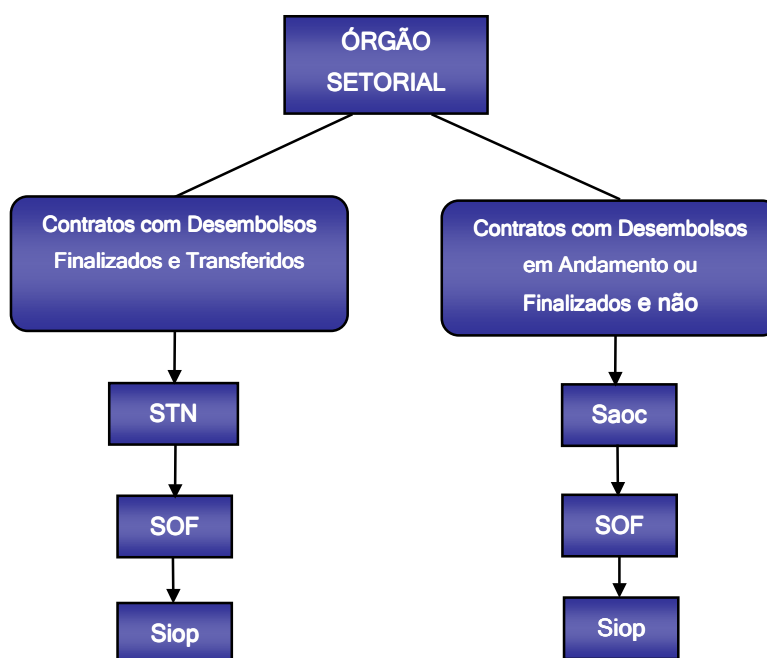 ÓRGÃO
SETORIAL
Contratos com Desembolsos
Finalizados e Transferidos
Contratos com Desembolsos
em Andamento ou
Finalizados e não
STN
Saoc
SOF
SOF
Siop
Siop